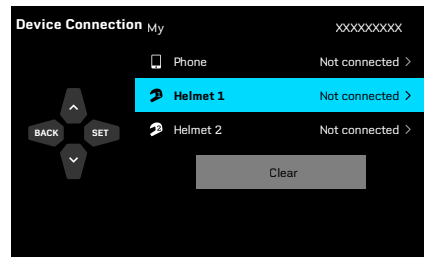 Device Connection My XXXXXXXXX
Phone Not connected >
Helmet 1 Not connected >
BACK SET Helmet 2 Not connected >
Clear